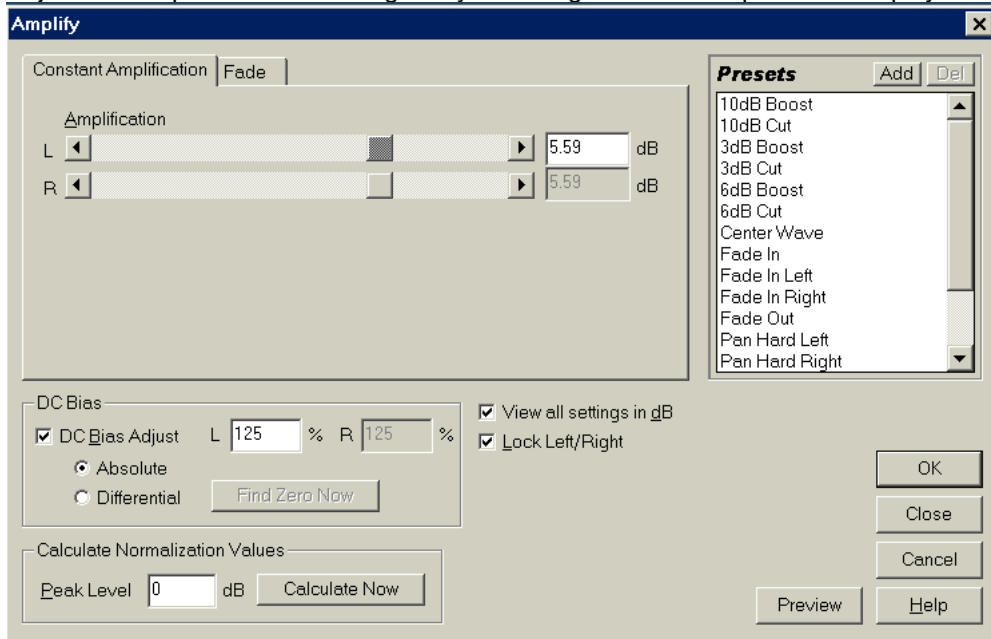 Amplify
Constant Amplification Fade
Amplification
L 5.59 dB
R 5.59 dB
Presets Add Del
10dB Boost
10dB Cut
3dB Boost
3dB Cut
6dB Boost
6dB Cut
Center Wave
Fade In
Fade In Left
Fade In Right
Fade Out
Pan Hard Left
Pan Hard Right
DC Bias
DC Bias Adjust L 125 % R 125 %
Absolute
Differential Find Zero Now
View all settings in dB
Lock Left/Right
Calculate Normalization Values
Peak Level 0 dB Calculate Now
OK
Close
Cancel
Preview Help